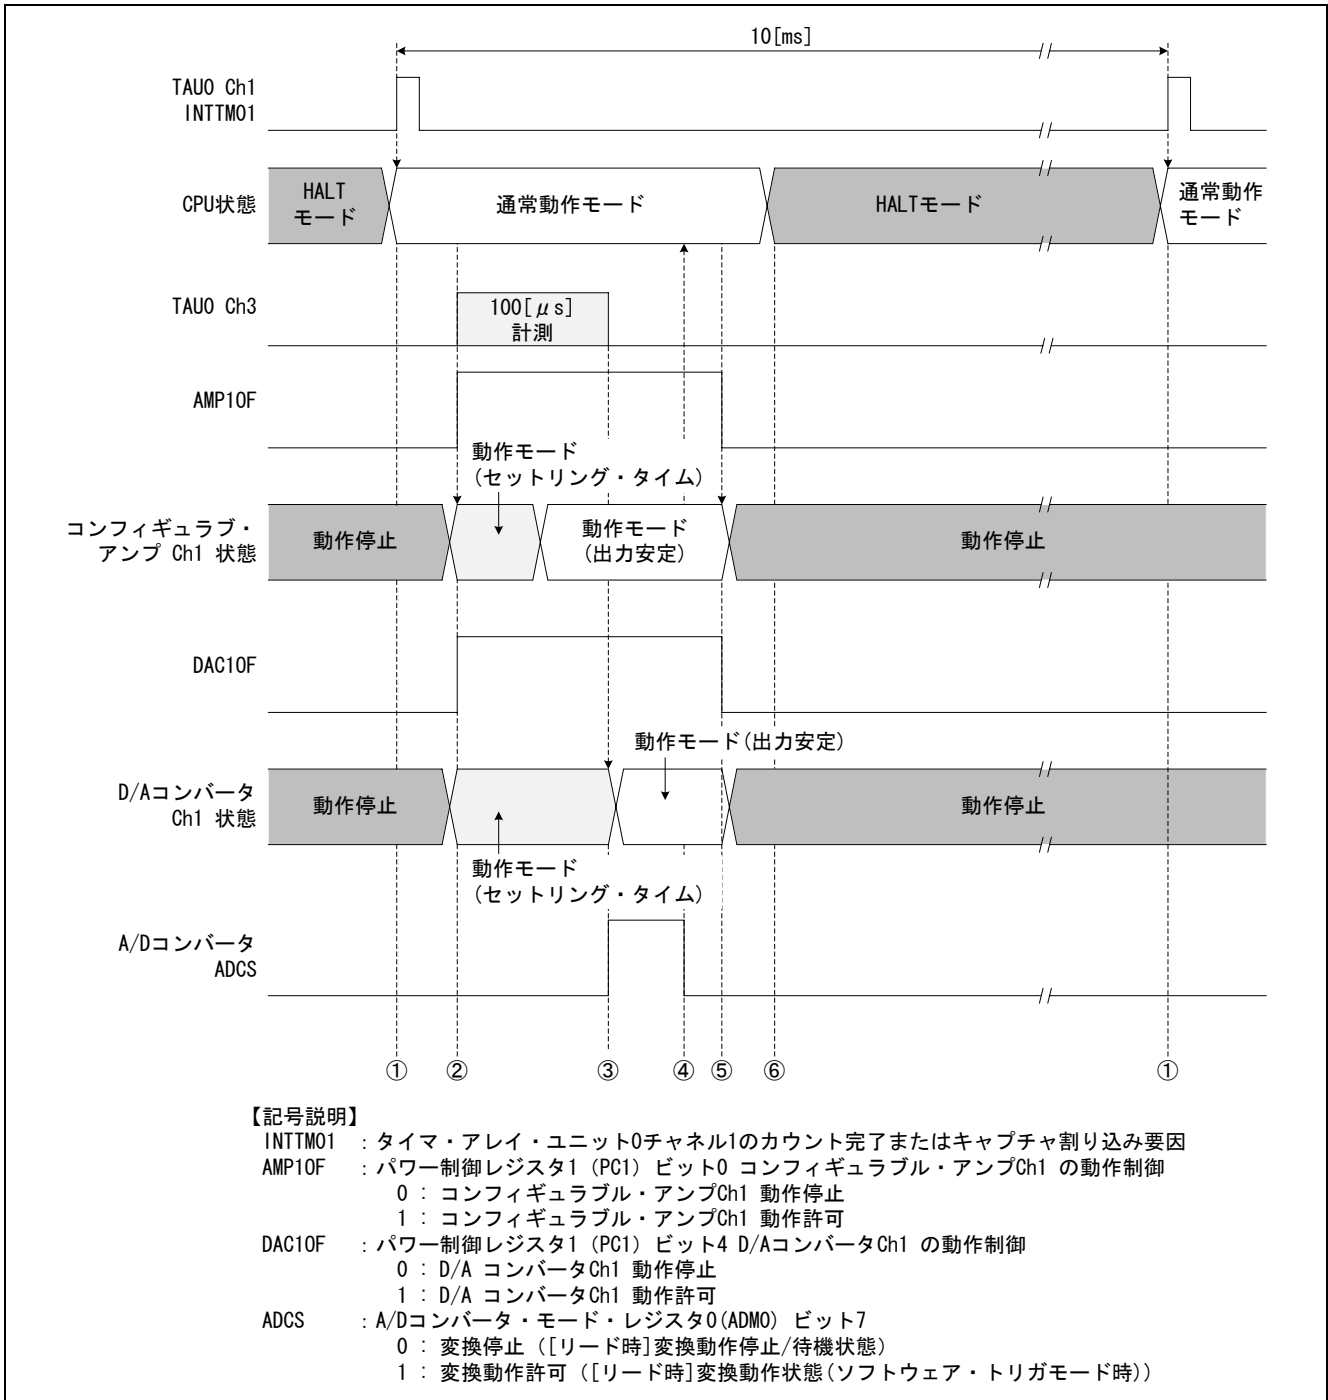 10[ms]
TAU0 Ch1
INTTM01
CPU状態
HALT
モード
通常動作モード
HALTモード
通常動作
モード
TAU0 Ch3
100[μs]
計測
AMP1OF
動作モード
(セットリング・タイム)
コンフィギュラブ・
アンプ Ch1 状態
動作停止
動作モード
(出力安定)
動作停止
DAC1OF
動作モード(出力安定)
D/Aコンバータ
Ch1 状態
動作停止
動作停止
動作モード
(セットリング・タイム)
A/Dコンバータ
ADCS
① ② ③ ④ ⑤ ⑥ ①
【記号説明】
INTTM01 : タイマ・アレイ・ユニット0チャネル1のカウント完了またはキャプチャ割り込み要因
AMP1OF : パワー制御レジスタ1 (PC1) ビット0 コンフィギュラブル・アンプCh1 の動作制御
0 : コンフィギュラブル・アンプCh1 動作停止
1 : コンフィギュラブル・アンプCh1 動作許可
DAC1OF : パワー制御レジスタ1 (PC1) ビット4 D/AコンバータCh1 の動作制御
0 : D/A コンバータCh1 動作停止
1 : D/A コンバータCh1 動作許可
ADCS : A/Dコンバータ・モード・レジスタ0(ADM0) ビット7
0 : 変換停止 ([リード時]変換動作停止/待機状態)
1 : 変換動作許可 ([リード時]変換動作状態(ソフトウェア・トリガモード時))